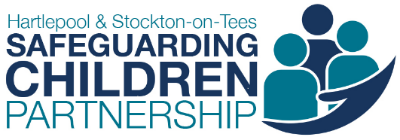 Hartlepool & Stockton-on-Tees
SAFEGUARDING
CHILDREN
PARTNERSHIP